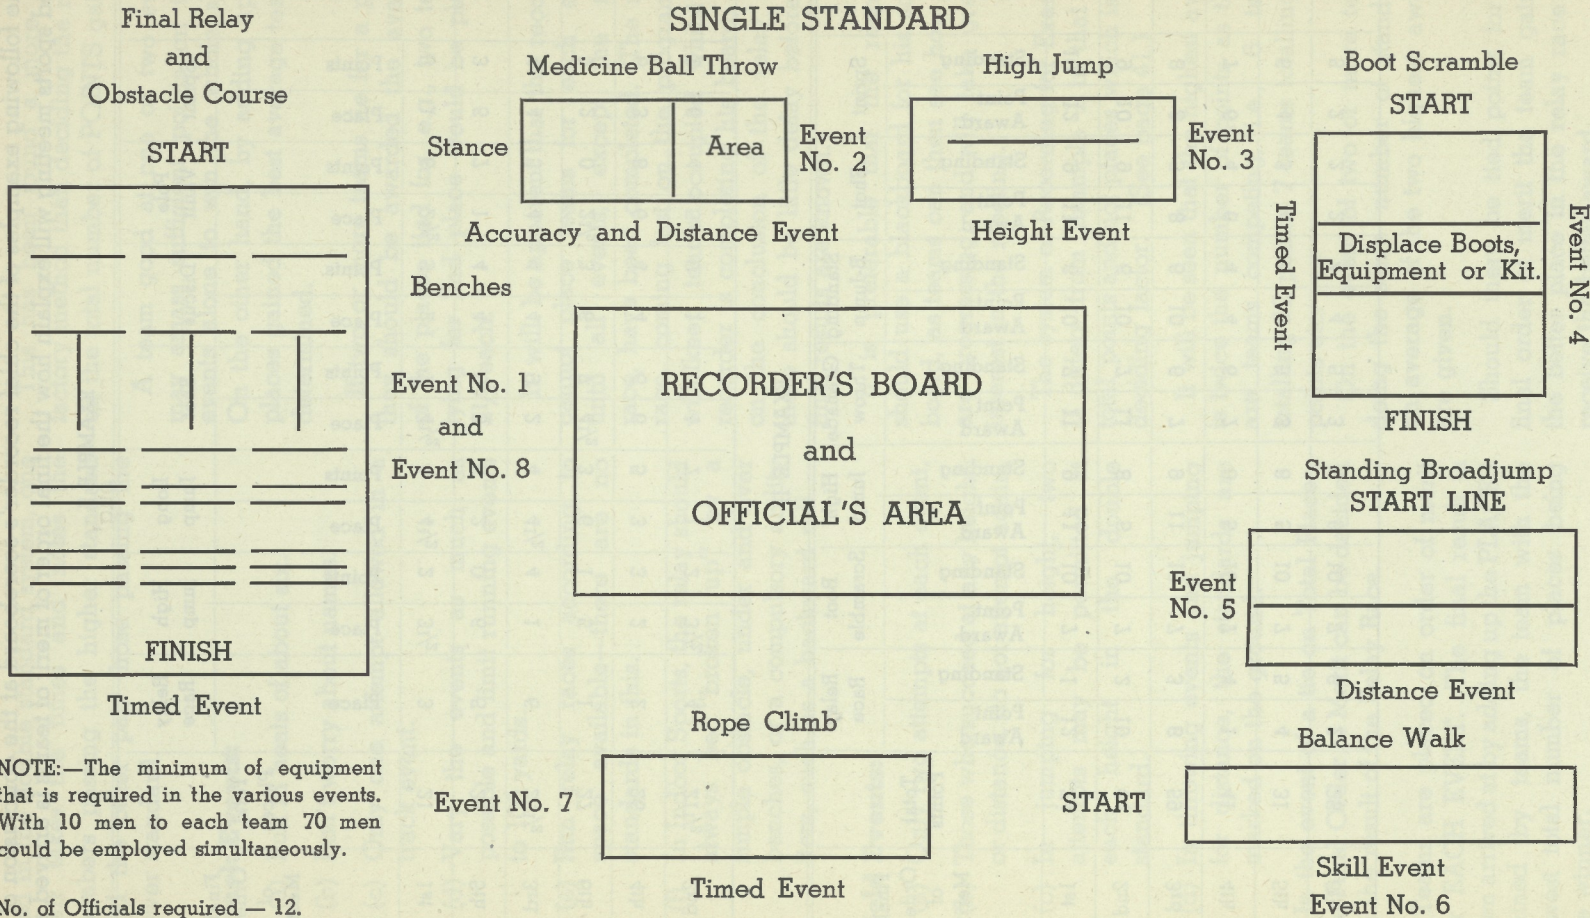 SINGLE STANDARD
Final Relay
and
Obstacle Course
START
FINISH
Timed Event
Benches
Event No. 1
and
Event No. 8
Medicine Ball Throw
Stance
Area
Event
No. 2
Accuracy and Distance Event
High Jump
Event
No. 3
Height Event
Boot Scramble
START
Timed Event
Displace Boots,
Equipment or Kit.
Event No. 4
FINISH
RECORDER'S BOARD
and
OFFICIAL'S AREA
Standing Broadjump
START LINE
Event
No. 5
Distance Event
Rope Climb
Event No. 7
Timed Event
Balance Walk
START
Skill Event
Event No. 6
NOTE:—The minimum of equipment
that is required in the various events.
With 10 men to each team 70 men
could be employed simultaneously.
No. of Officials required — 12.